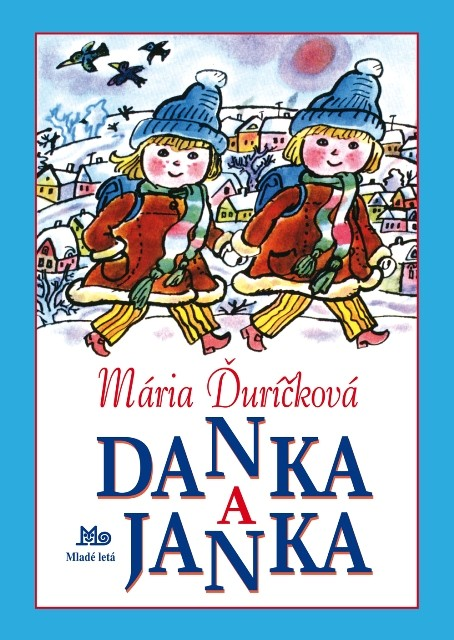 Mária Ďuríčková
DANKA
A
JANKA
Mladé letá